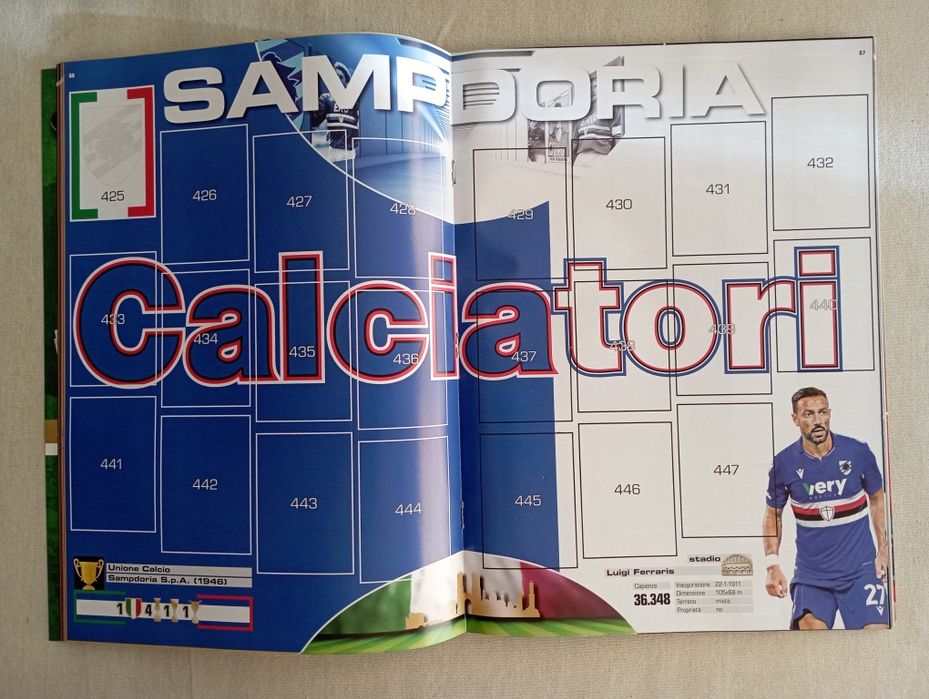 66
67
SAMPDORIA
425
426
427
428
429
430
431
432
Calciatori
433
434
435
436
437
438
439
440
441
442
443
444
445
446
447
very
MOBILE
27
Unione Calcio
Sampdoria S.p.A. (1946)
1 4 1 1
stadio
Luigi Ferraris
Capienza
36.348
Inaugurazione 22-1-1911
Dimensione 105x68 m
Terreno misto
Proprietà no